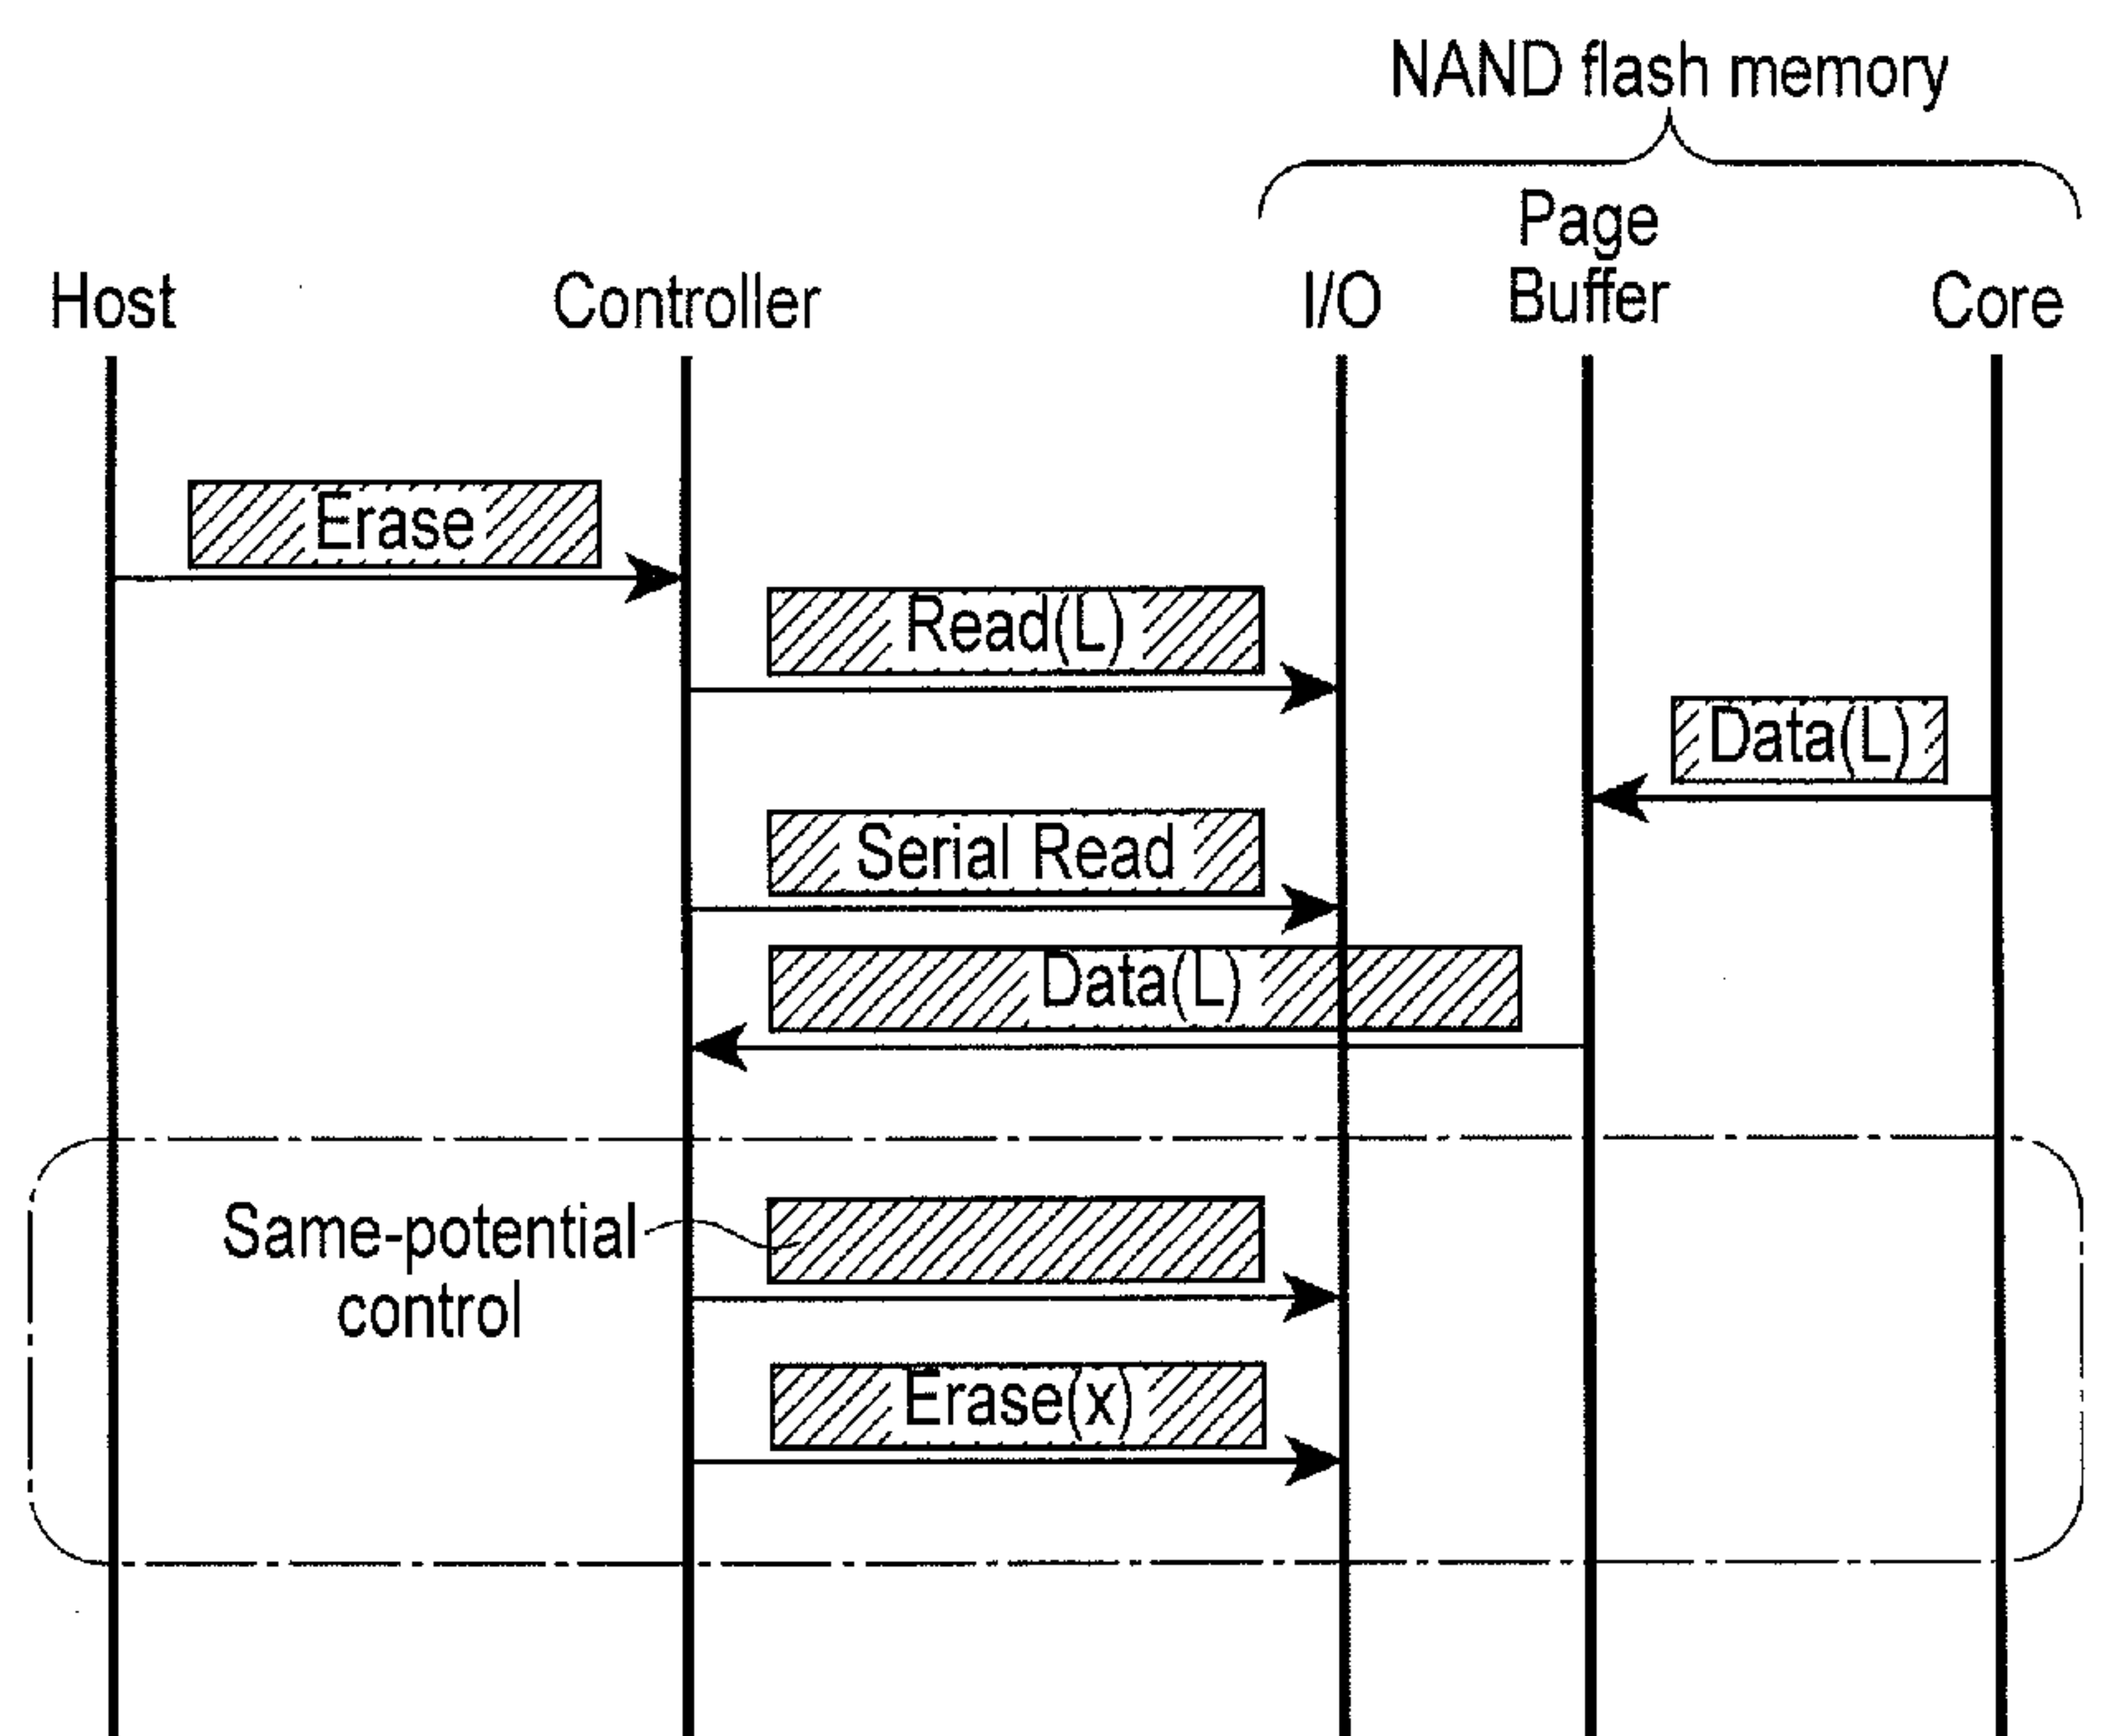 NAND flash memory
Page
Host
Controller
I/O
Buffer
Core
Erase
Read(L)
Data(L)
Serial Read
Data(L)
Same-potential
control
Erase(x)